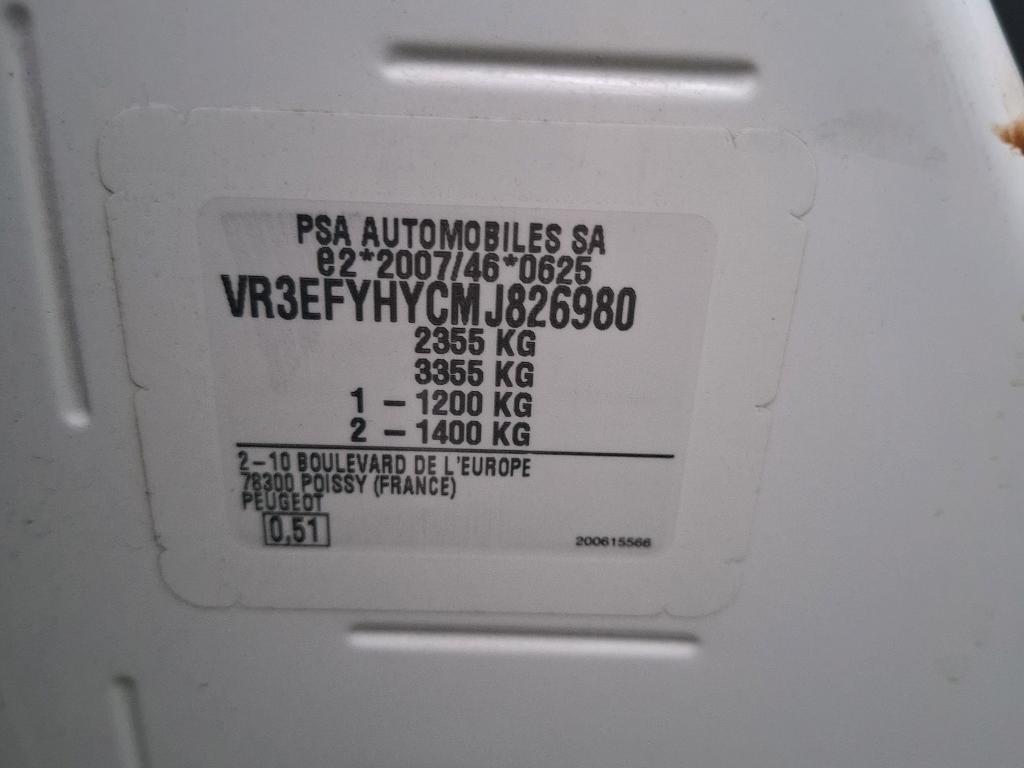 PSA AUTOMOBILES SA
e2*2007/46*0625
VR3EFYHYCMJ826980
2355 KG
3355 KG
1 - 1200 KG
2 - 1400 KG
2-10 BOULEVARD DE L'EUROPE
78300 POISSY (FRANCE)
PEUGEOT
0,51
200615566